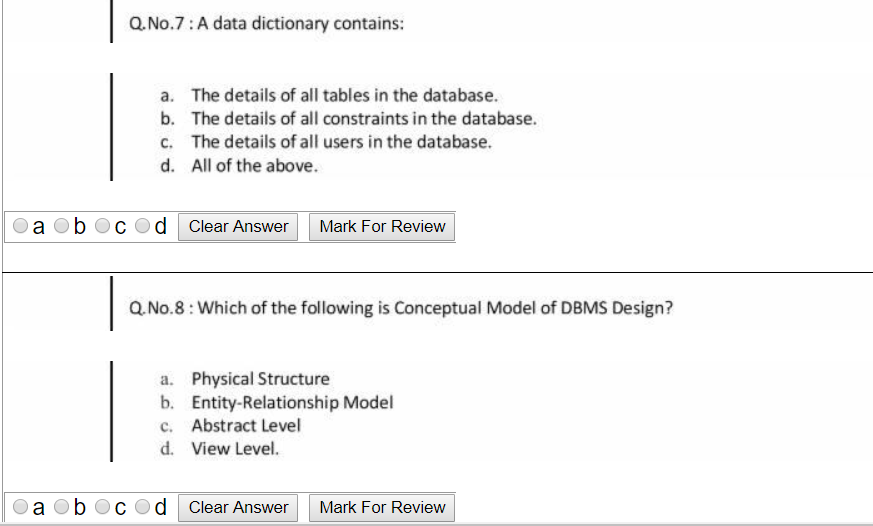 Q.No.7 : A data dictionary contains:
a. The details of all tables in the database.
b. The details of all constraints in the database.
c. The details of all users in the database.
d. All of the above.
a b c d Clear Answer Mark For Review
Q.No.8 : Which of the following is Conceptual Model of DBMS Design?
a. Physical Structure
b. Entity-Relationship Model
c. Abstract Level
d. View Level.
a b c d Clear Answer Mark For Review